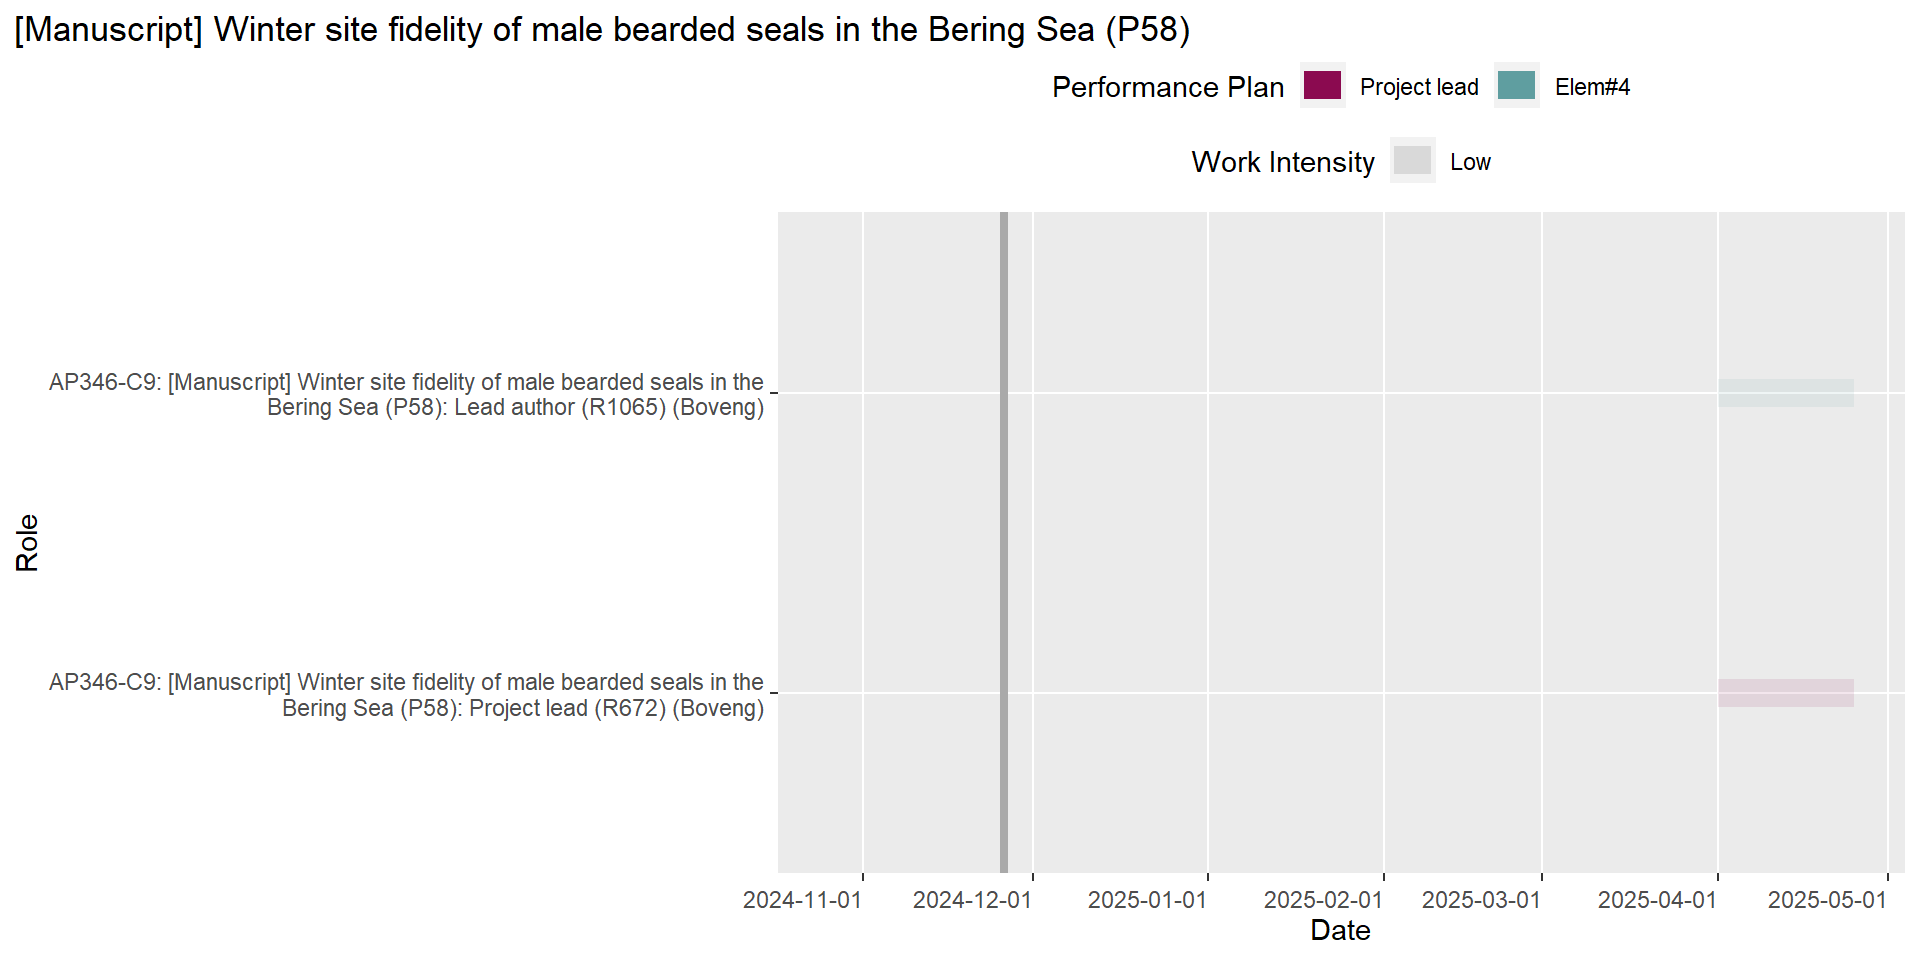 [Manuscript] Winter site fidelity of male bearded seals in the Bering Sea (P58)
Performance Plan Project lead Elem#4
Work Intensity Low
AP346-C9: [Manuscript] Winter site fidelity of male bearded seals in the
Bering Sea (P58): Lead author (R1065) (Boveng)
Role
AP346-C9: [Manuscript] Winter site fidelity of male bearded seals in the
Bering Sea (P58): Project lead (R672) (Boveng)
2024-11-01 2024-12-01 2025-01-01 2025-02-01 2025-03-01 2025-04-01 2025-05-01
Date